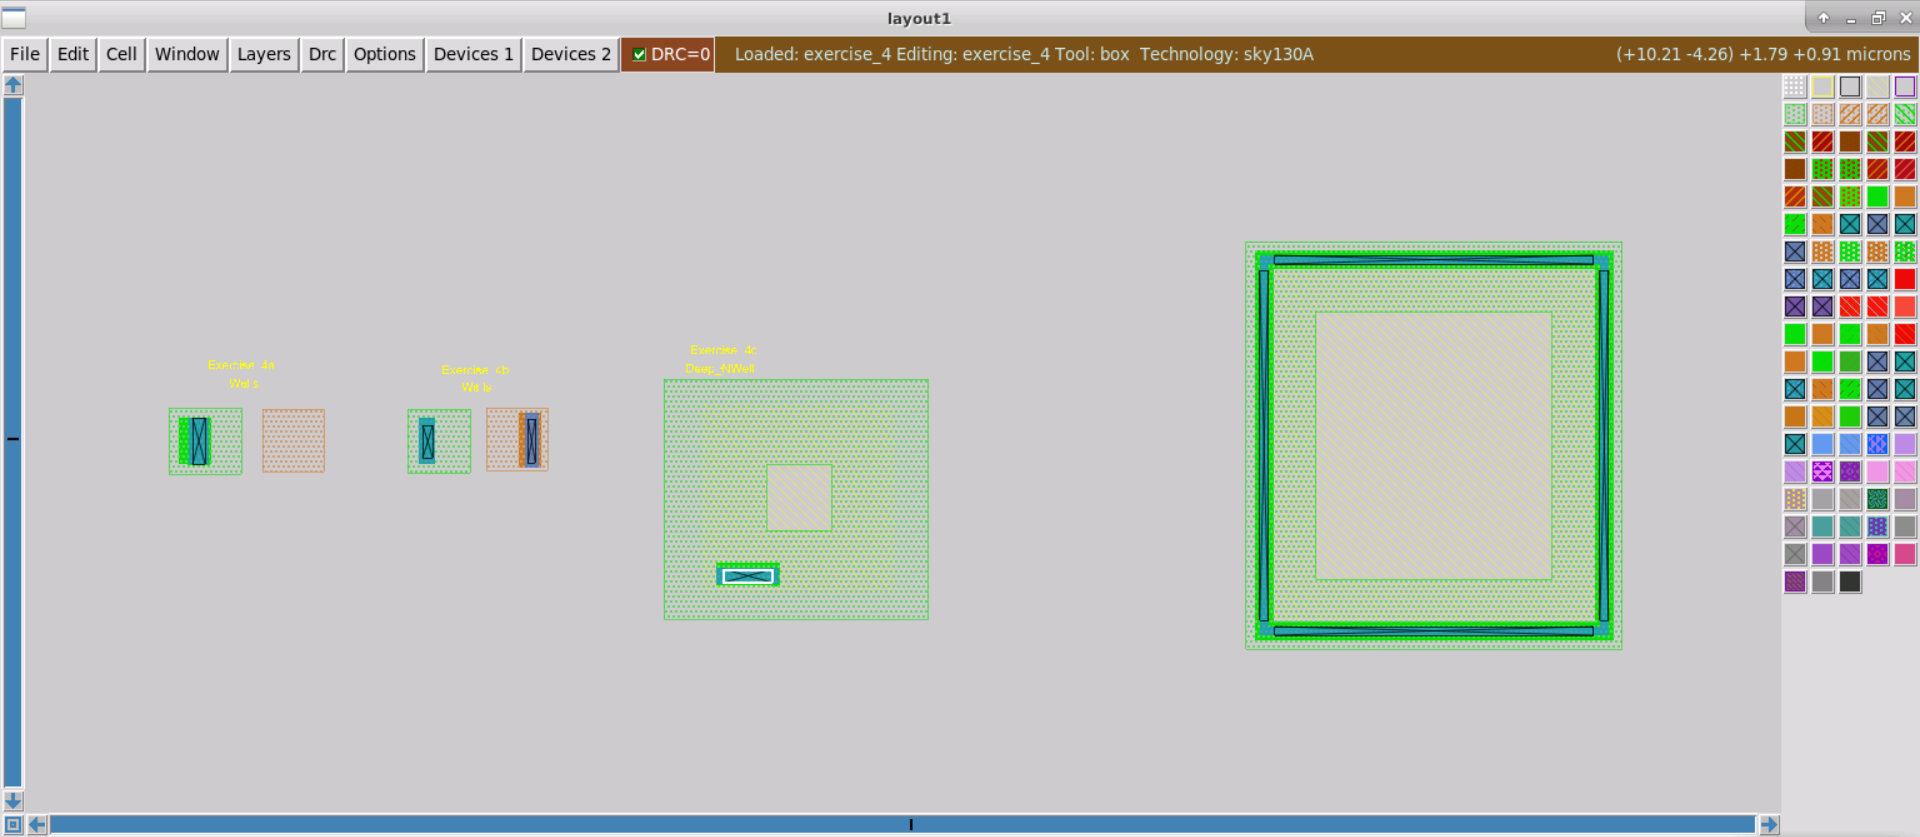 layout1
File Edit Cell Window Layers Drc Options Devices 1 Devices 2 DRC=0 Loaded: exercise_4 Editing: exercise_4 Tool: box Technology: sky130A (+10.21 -4.26) +1.79 +0.91 microns
Exercise 4c
Deep_NWell
Exercise 4a
Wells
Exercise 4b
Wells